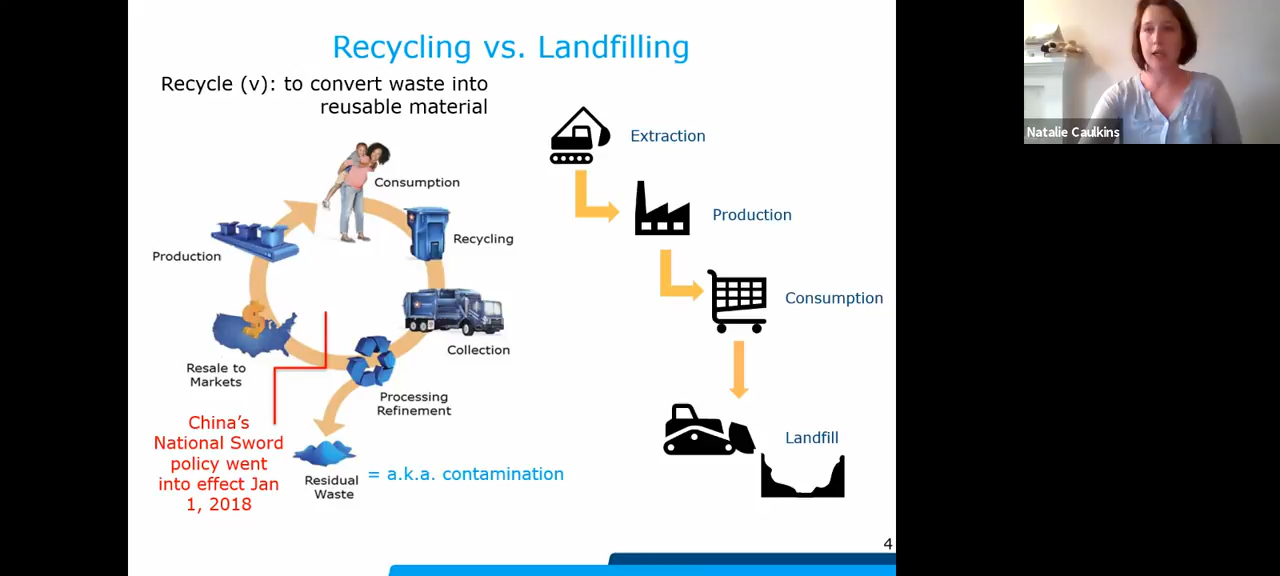 Recycling vs. Landfilling
Recycle (v): to convert waste into
reusable material
Consumption
Recycling
Collection
Processing
Refinement
Residual
Waste
= a.k.a. contamination
Resale to
Markets
Production
China's
National Sword
policy went
into effect Jan
1, 2018
Extraction
Production
Consumption
Landfill
4
Natalie Caulkins